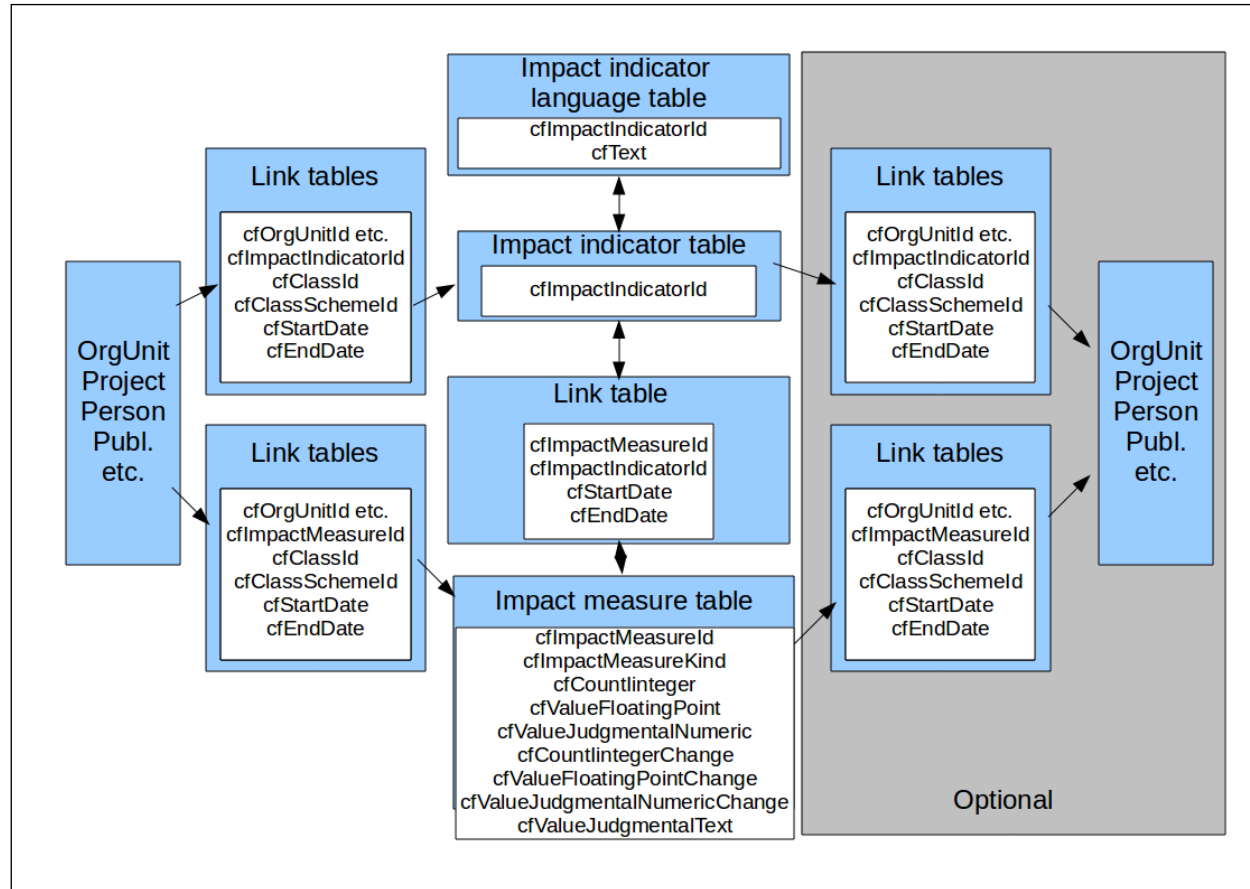 Impact indicator
language table
cfImpactIndicatorId
cfText
Link tables
cfOrgUnitId etc.
cfImpactIndicatorId
cfClassId
cfClassSchemeId
cfStartDate
cfEndDate
Impact indicator table
cfImpactIndicatorId
Link tables
cfOrgUnitId etc.
cfImpactIndicatorId
cfClassId
cfClassSchemeId
cfStartDate
cfEndDate
OrgUnit
Project
Person
Publ.
etc.
Link table
cfImpactMeasureId
cfImpactIndicatorId
cfStartDate
cfEndDate
OrgUnit
Project
Person
Publ.
etc.
Link tables
cfOrgUnitId etc.
cfImpactMeasureId
cfClassId
cfClassSchemeId
cfStartDate
cfEndDate
Impact measure table
cfImpactMeasureId
cfImpactMeasureKind
cfCountIinteger
cfValueFloatingPoint
cfValueJudgmentalNumeric
cfCountIintegerChange
cfValueFloatingPointChange
cfValueJudgmentalNumericChange
cfValueJudgmentalText
Link tables
cfOrgUnitId etc.
cfImpactMeasureId
cfClassId
cfClassSchemeId
cfStartDate
cfEndDate
Optional